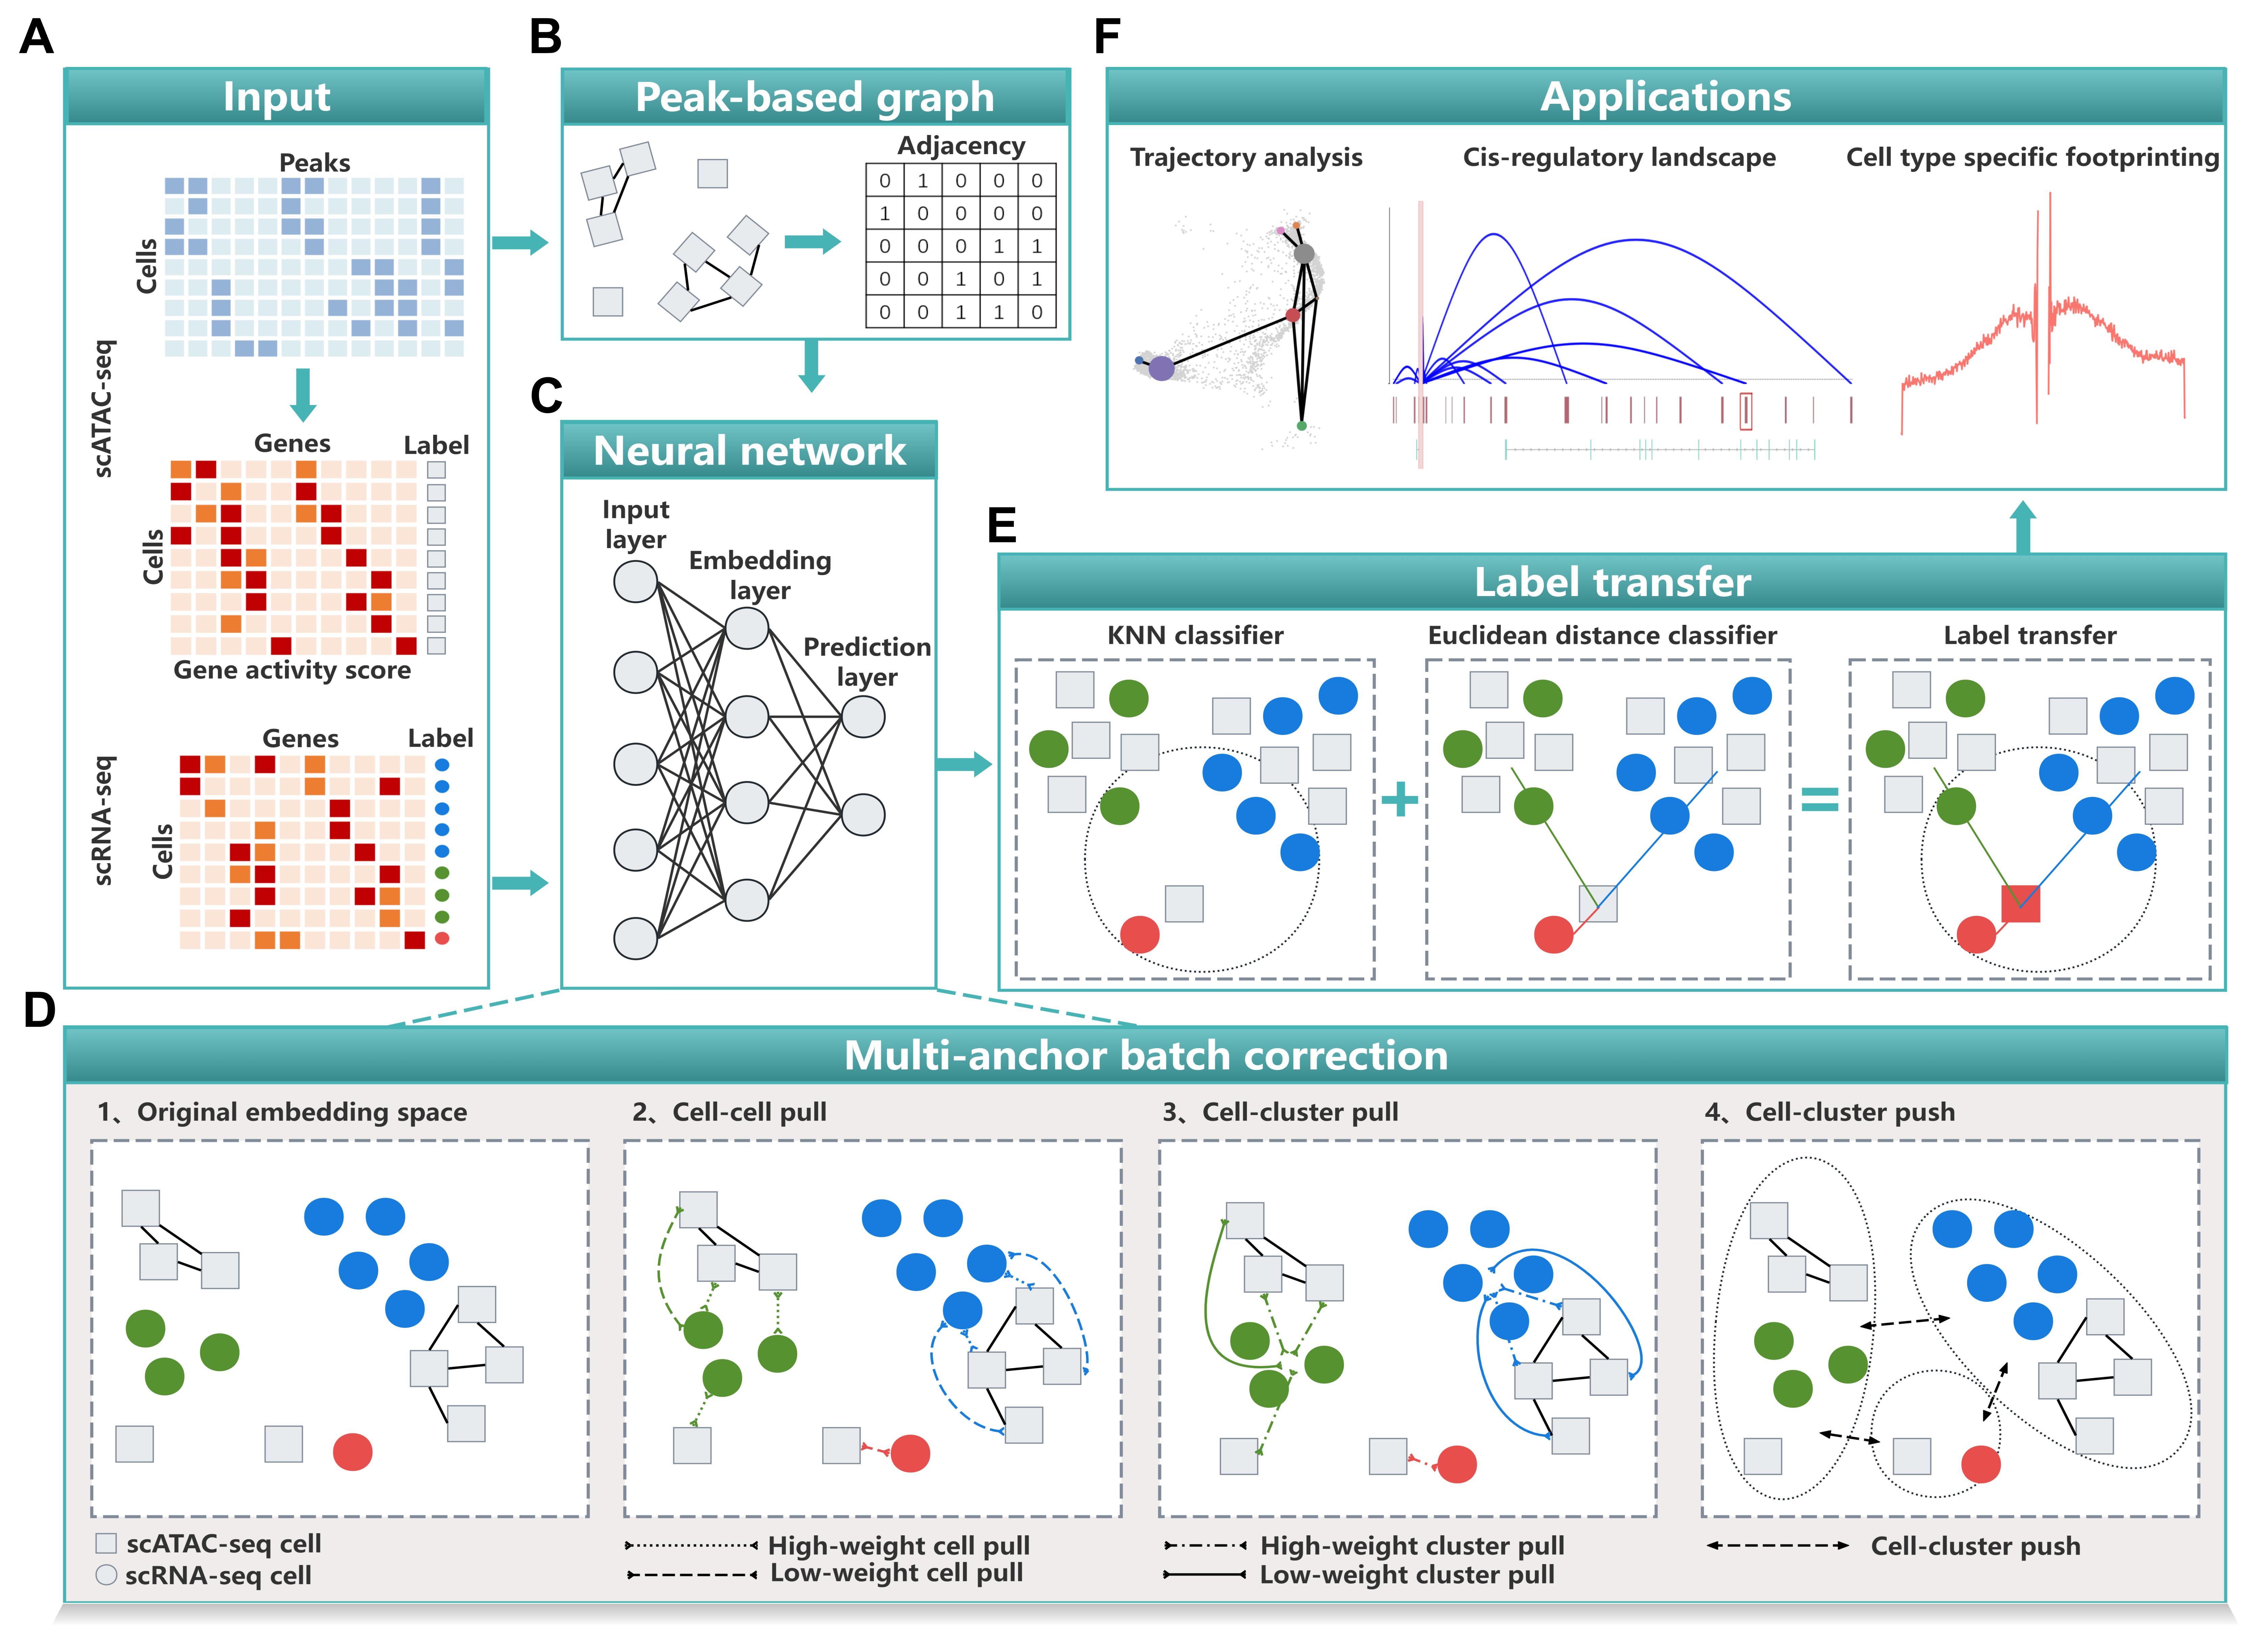 A
Input
Peaks
Cells
scATAC-seq
Genes
Label
Cells
Gene activity score
Genes
Label
Cells
scRNA-seq
B
Peak-based graph
Adjacency
0 1 0 0 0
1 0 0 0 0
0 0 0 1 1
0 0 1 0 1
0 0 1 1 0
C
Neural network
Input
layer
Embedding
layer
Prediction
layer
F
Applications
Trajectory analysis
Cis-regulatory landscape
Cell type specific footprinting
E
Label transfer
KNN classifier
Euclidean distance classifier
Label transfer
+
=
D
Multi-anchor batch correction
1、Original embedding space
2、Cell-cell pull
3、Cell-cluster pull
4、Cell-cluster push
scATAC-seq cell
scRNA-seq cell
High-weight cell pull
Low-weight cell pull
High-weight cluster pull
Low-weight cluster pull
Cell-cluster push